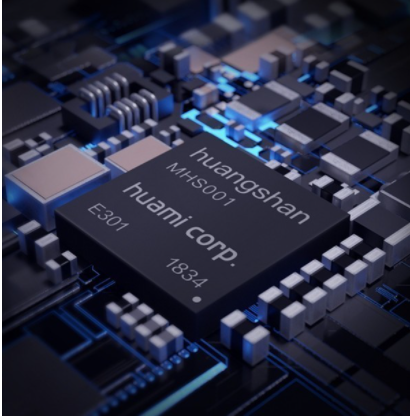 huangshan
MHS001
huami corp.
E301
1834